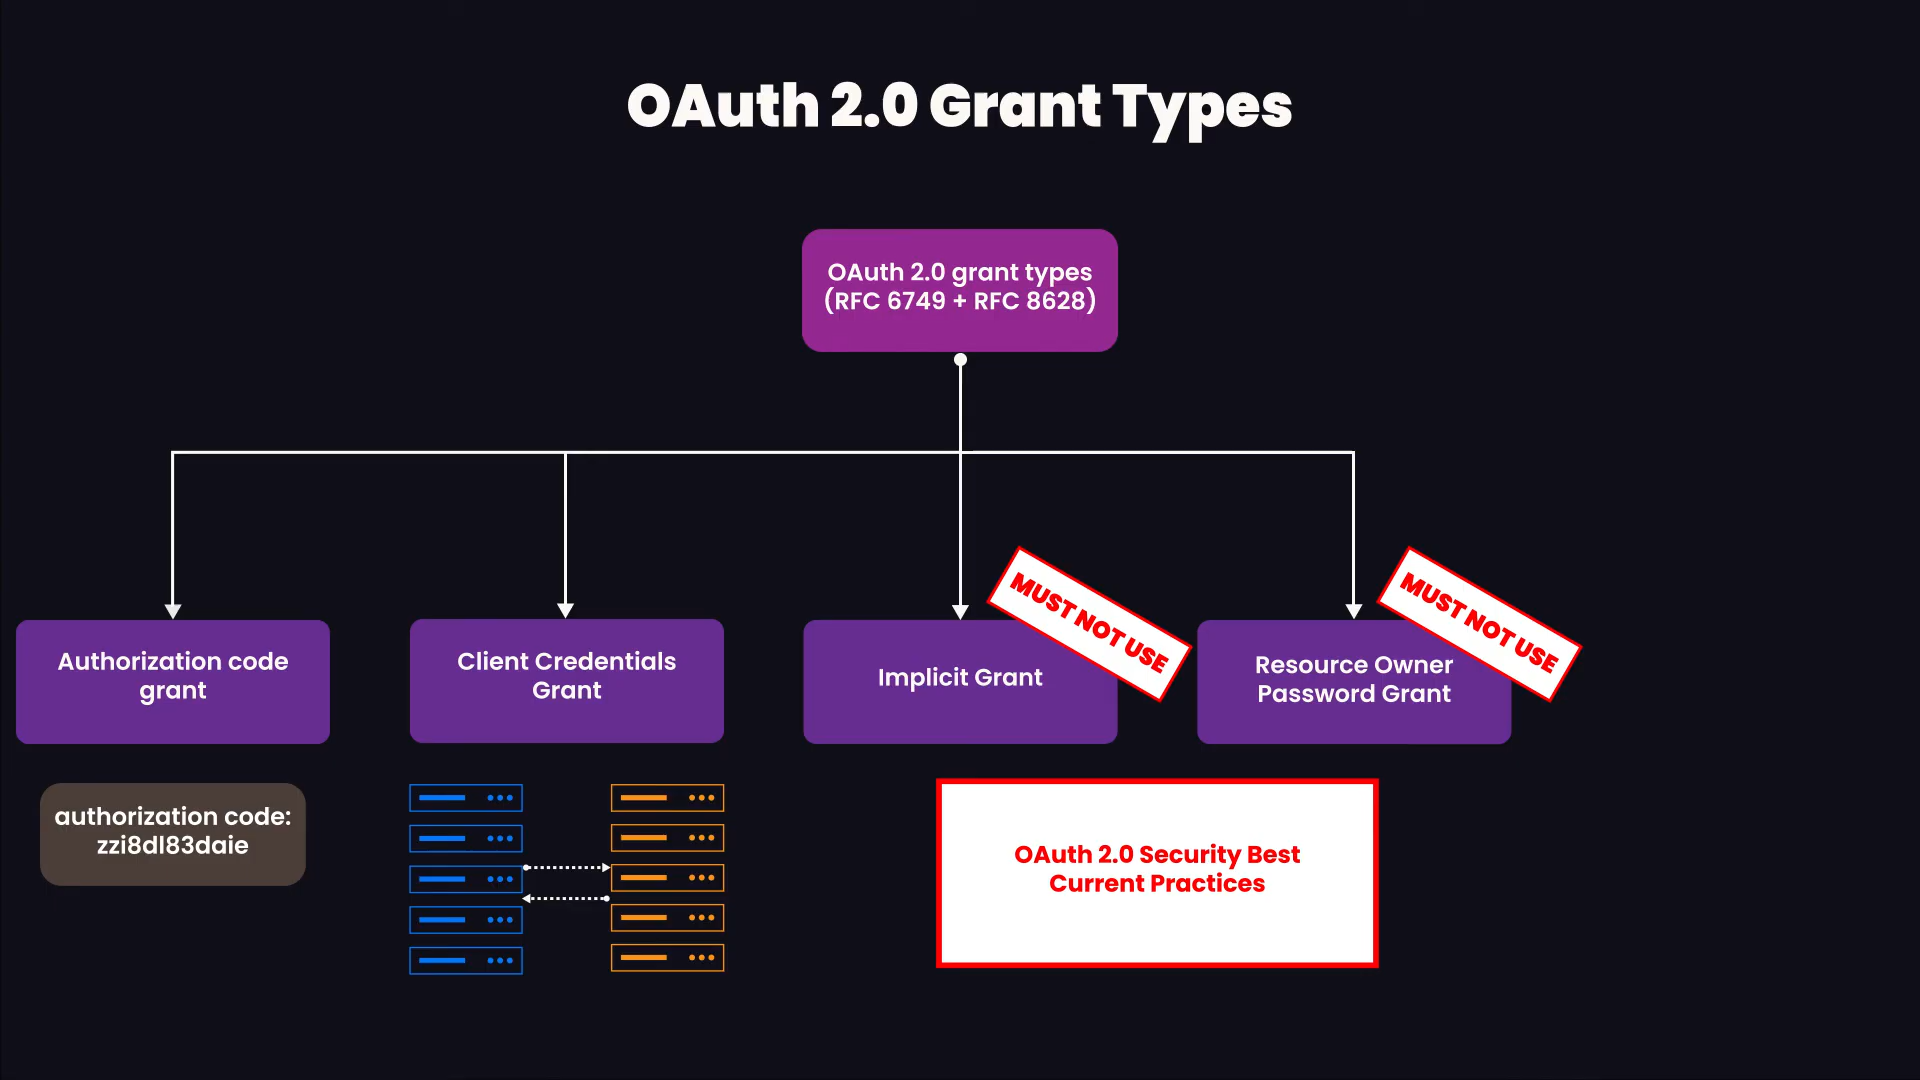 OAuth 2.0 Grant Types
OAuth 2.0 grant types
(RFC 6749 + RFC 8628)
Authorization code
grant
Client Credentials
Grant
Implicit Grant
MUST NOT USE
Resource Owner
Password Grant
MUST NOT USE
authorization code:
zzi8dl83daie
OAuth 2.0 Security Best
Current Practices